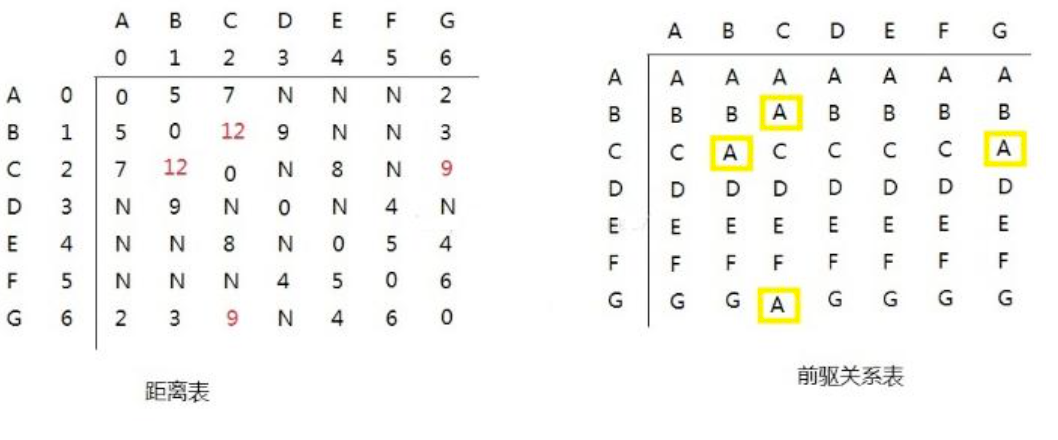 A B C D E F G
0 1 2 3 4 5 6
A 0 0 5 7 N N N 2
B 1 5 0 12 9 N N 3
C 2 7 12 0 N 8 N 9
D 3 N 9 N 0 N 4 N
E 4 N N 8 N 0 5 4
F 5 N N N 4 5 0 6
G 6 2 3 9 N 4 6 0
距离表
A B C D E F G
A A A A A A A A
B B B A B B B B
C C A C C C C A
D D D D D D D D
E E E E E E E E
F F F F F F F F
G G G A G G G G
前驱关系表